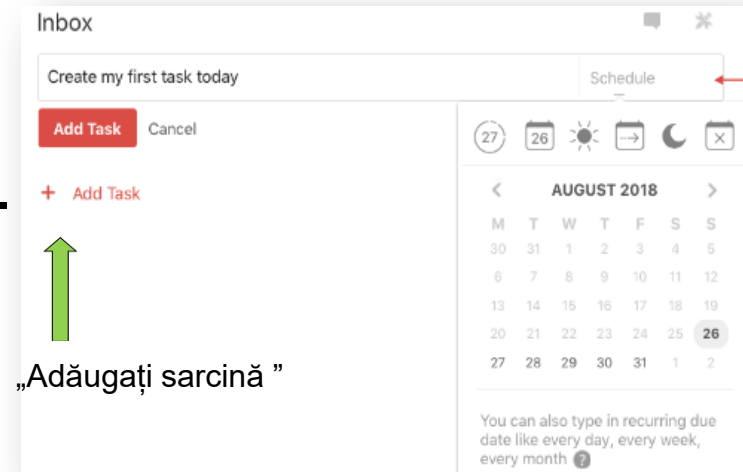 Inbox
Create my first task today Schedule
Add Task Cancel
27 26
+ Add Task
AUGUST 2018
M T W T F S S
30 31 1 2 3 4 5
6 7 8 9 10 11 12
13 14 15 16 17 18 19
20 21 22 23 24 25 26
27 28 29 30 31 1 2
„Adăugați sarcină ”
You can also type in recurring due
date like every day, every week,
every month ?